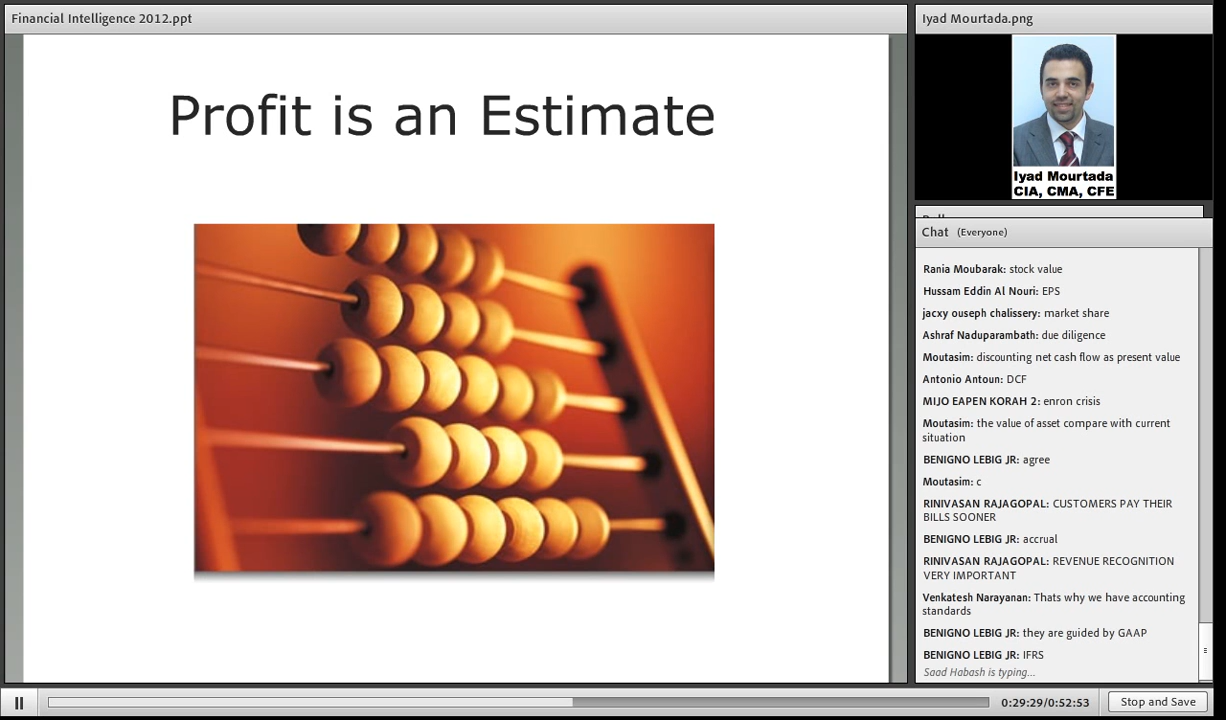 Financial Intelligence 2012.ppt
Profit is an Estimate
Iyad Mourtada.png
Iyad Mourtada
CIA, CMA, CFE
Chat (Everyone)
Rania Moubarak: stock value
Hussam Eddin Al Nouri: EPS
jacxy ouseph chalissery: market share
Ashraf Naduparambath: due diligence
Moutasim: discounting net cash flow as present value
Antonio Antoun: DCF
MIJO EAPEN KORAH 2: enron crisis
Moutasim: the value of asset compare with current
situation
BENIGNO LEBIG JR: agree
Moutasim: c
RINIVASAN RAJAGOPAL: CUSTOMERS PAY THEIR
BILLS SOONER
BENIGNO LEBIG JR: accrual
RINIVASAN RAJAGOPAL: REVENUE RECOGNITION
VERY IMPORTANT
Venkatesh Narayanan: Thats why we have accounting
standards
BENIGNO LEBIG JR: they are guided by GAAP
BENIGNO LEBIG JR: IFRS
Saad Habash is typing...
0:29:29/0:52:53
Stop and Save